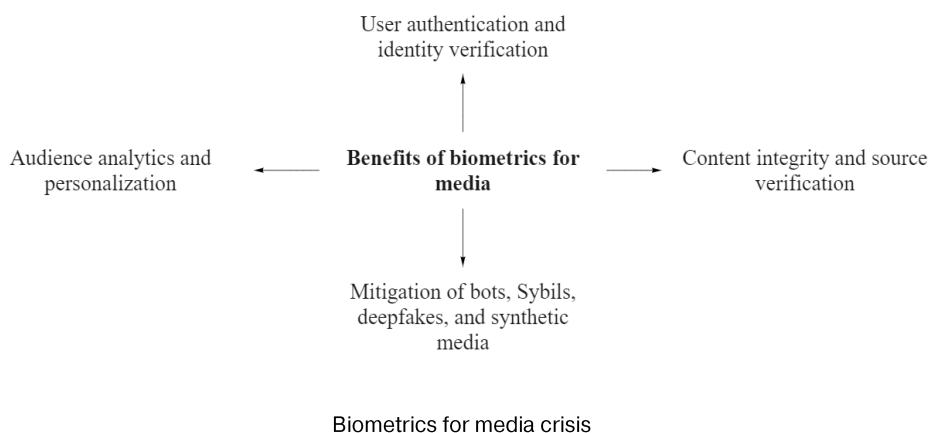 User authentication and
identity verification
Audience analytics and
personalization
Benefits of biometrics for
media
Content integrity and source
verification
Mitigation of bots, Sybils,
deepfakes, and synthetic
media
Biometrics for media crisis